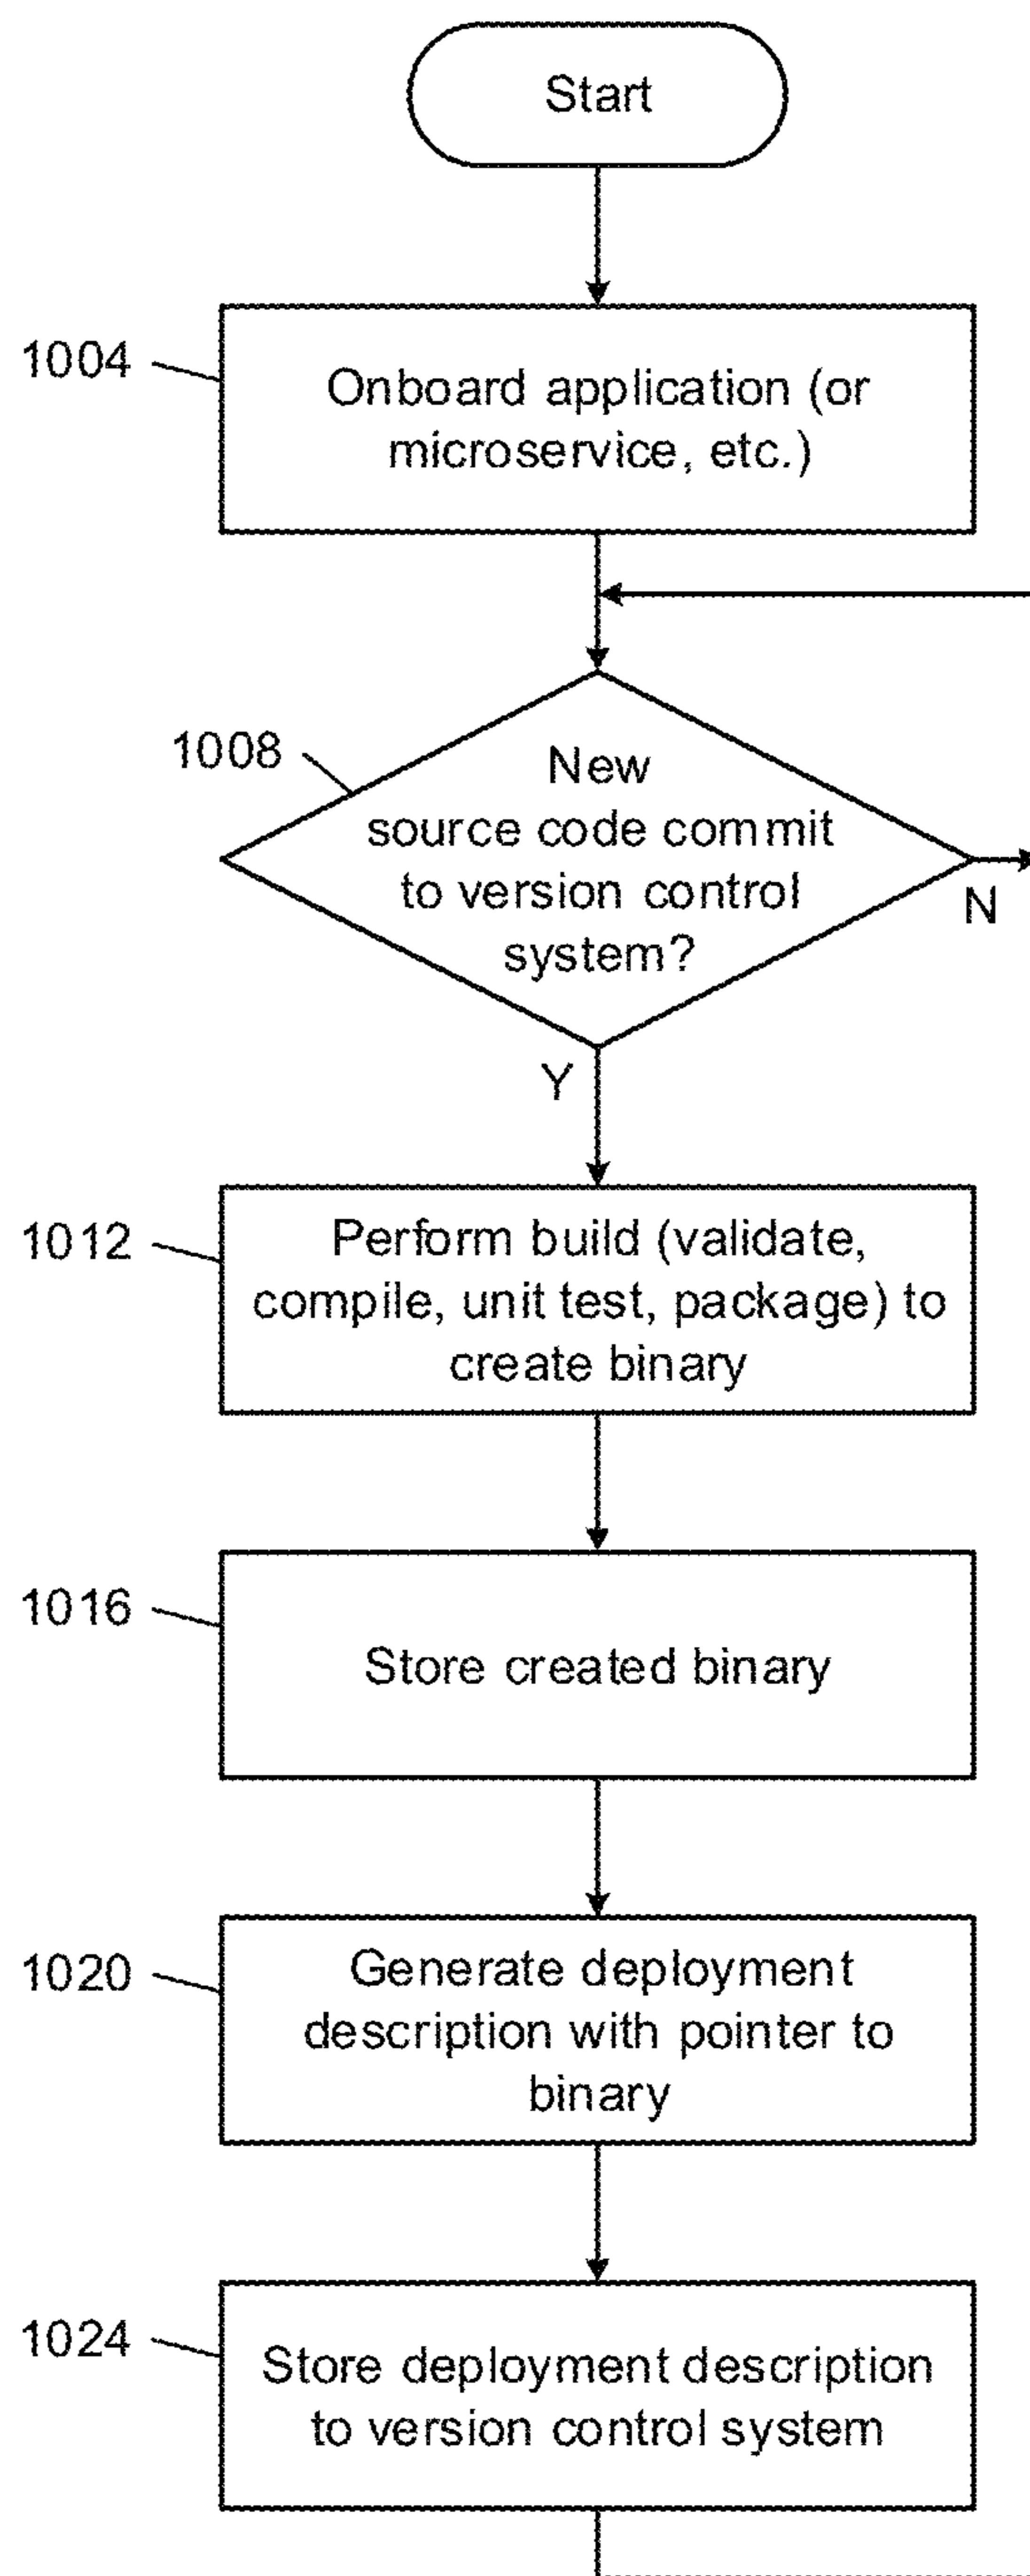 Start
1004
Onboard application (or
microservice, etc.)
1008
New
source code commit
to version control
system?
N
Y
1012
Perform build (validate,
compile, unit test, package) to
create binary
1016
Store created binary
1020
Generate deployment
description with pointer to
binary
1024
Store deployment description
to version control system